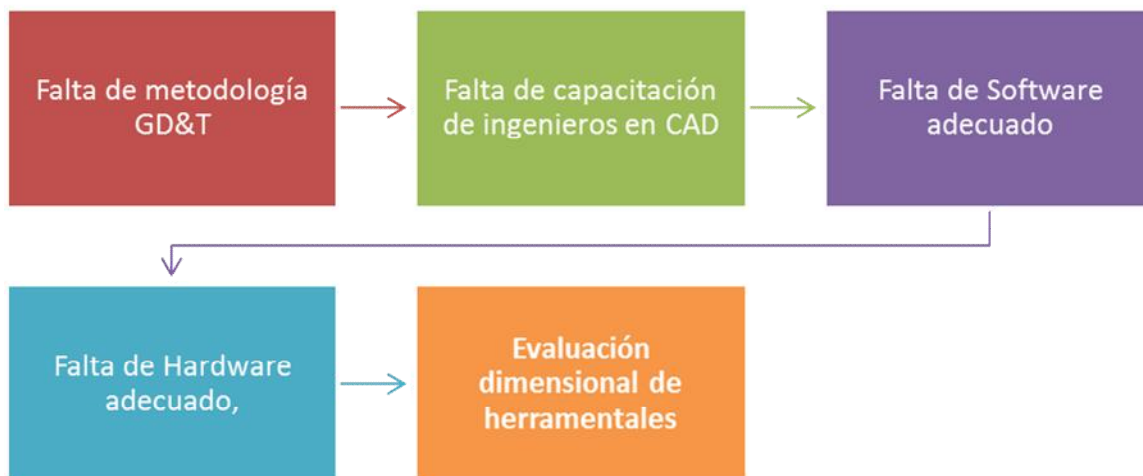 Falta de metodología
GD&T
Falta de capacitación
de ingenieros en CAD
Falta de Software
adecuado
Falta de Hardware
adecuado,
Evaluación
dimensional de
herramentales